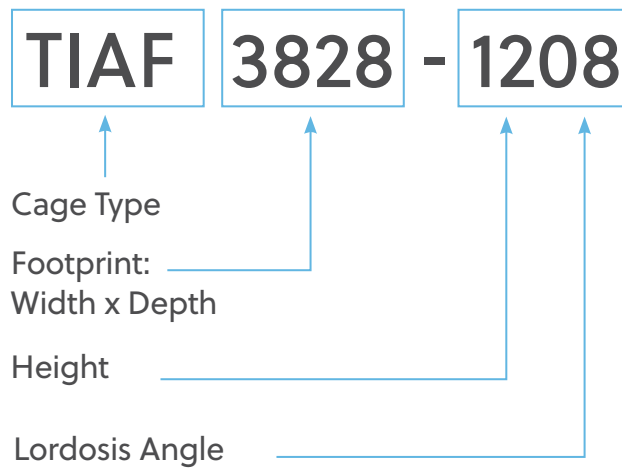 TIAF 3828 - 1208
Cage Type
Footprint:
Width x Depth
Height
Lordosis Angle